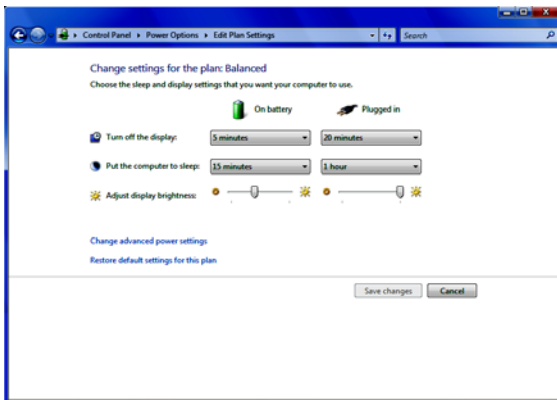 Control Panel ▸ Power Options ▸ Edit Plan Settings Search
Change settings for the plan: Balanced
Choose the sleep and display settings that you want your computer to use.
On battery Plugged in
Turn off the display: 5 minutes 20 minutes
Put the computer to sleep: 15 minutes 1 hour
Adjust display brightness:
Change advanced power settings
Restore default settings for this plan
Save changes Cancel